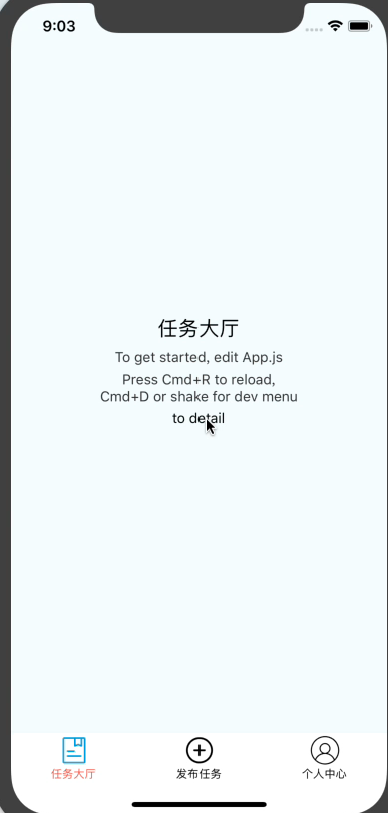 9:03
任务大厅
To get started, edit App.js
Press Cmd+R to reload,
Cmd+D or shake for dev menu
to detail
任务大厅
发布任务
个人中心